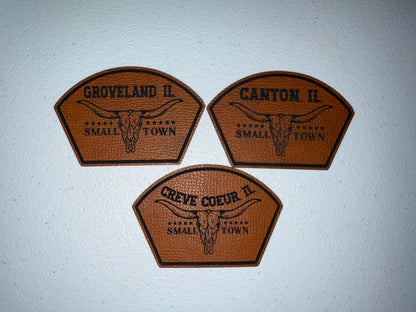 GROVELAND IL
SMALL TOWN
CANTON IL
SMALL TOWN
CREVE COEUR IL
SMALL TOWN